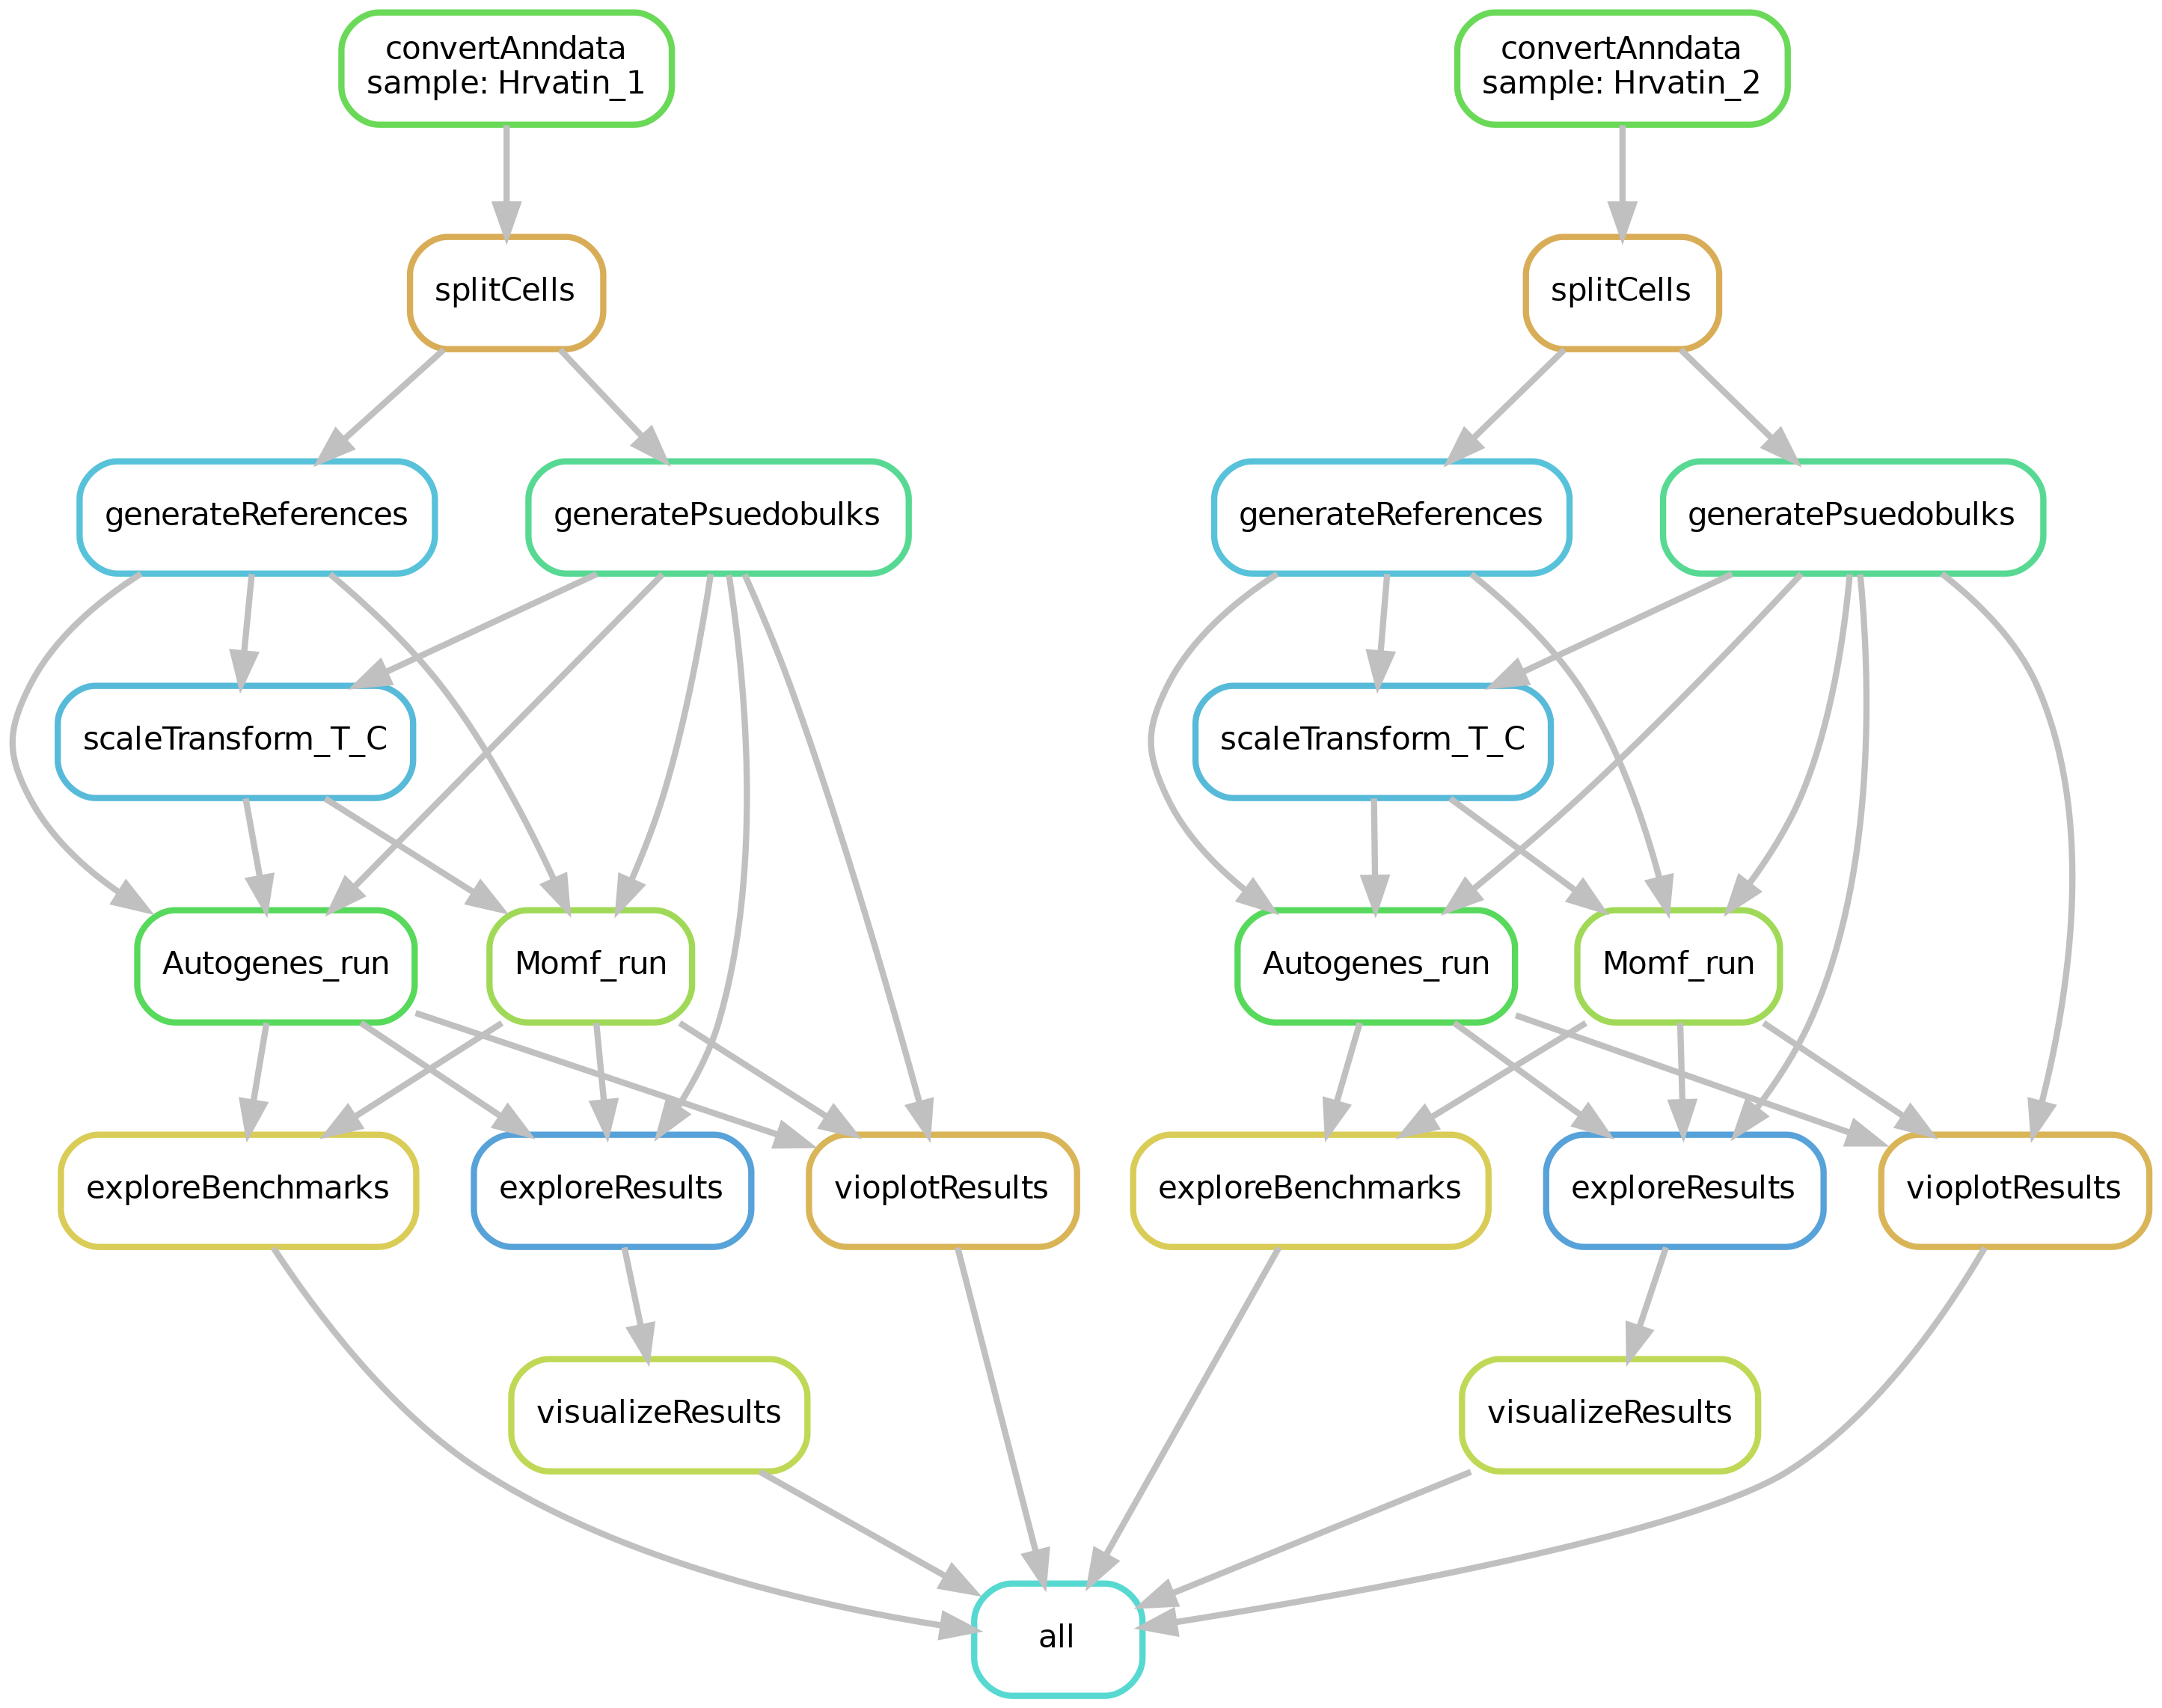 convertAnndata
sample: Hrvatin_1
convertAnndata
sample: Hrvatin_2
splitCells
splitCells
generateReferences
generatePsuedobulks
generateReferences
generatePsuedobulks
scaleTransform_T_C
scaleTransform_T_C
Autogenes_run
Momf_run
Autogenes_run
Momf_run
exploreBenchmarks
exploreResults
vioplotResults
exploreBenchmarks
exploreResults
vioplotResults
visualizeResults
visualizeResults
all